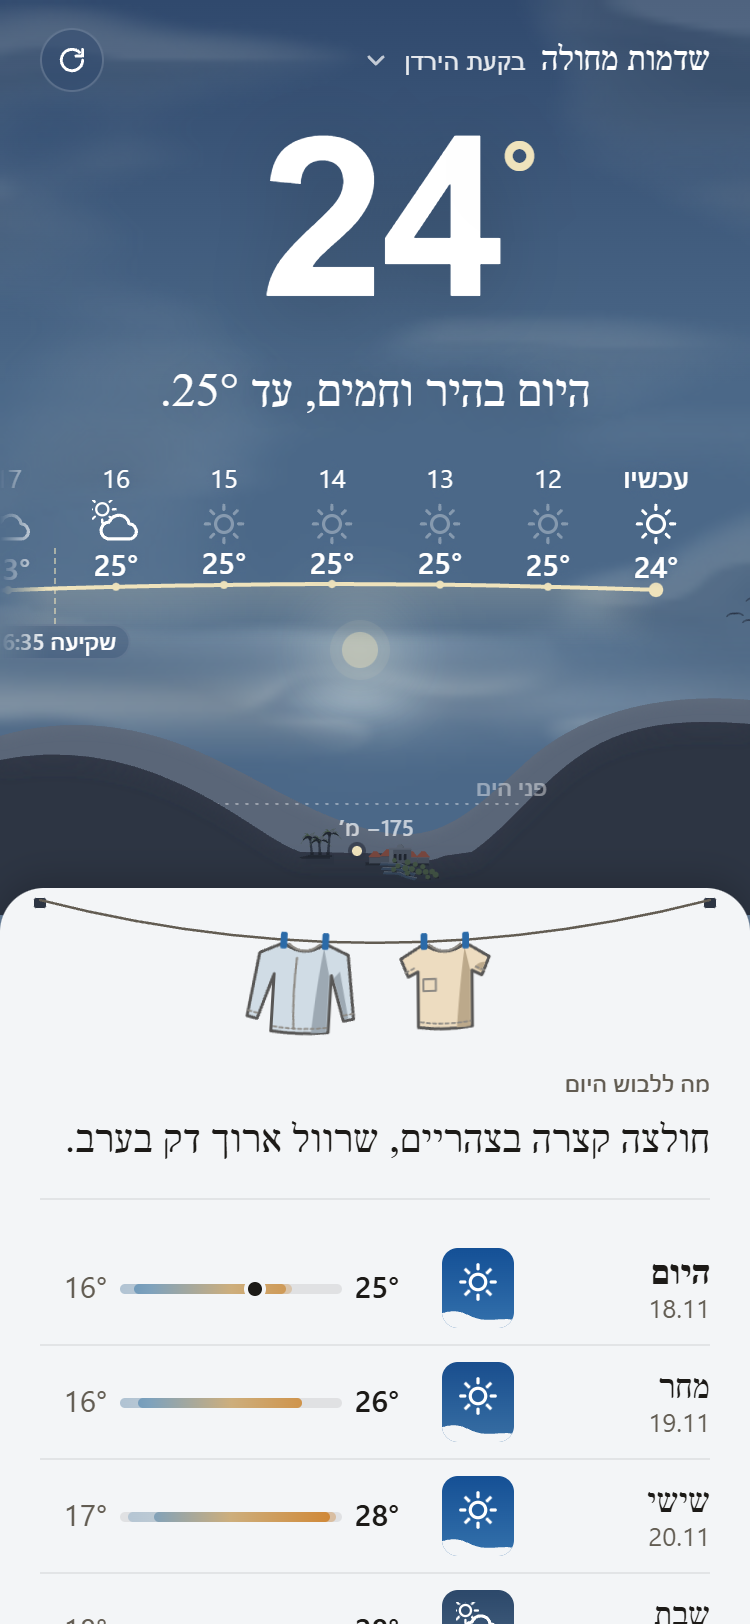 שדמות מחולה בקעת הירדן
24°
היום בהיר וחמים, עד 25°.
עכשיו 12 13 14 15 16
24° 25° 25° 25° 25° 25°
שקיעה
פני הים
−175 מ׳
מה ללבוש היום
חולצה קצרה בצהריים, שרוול ארוך דק בערב.
היום 25° 16°
18.11
מחר 26° 16°
19.11
שישי 28° 17°
20.11
שבת